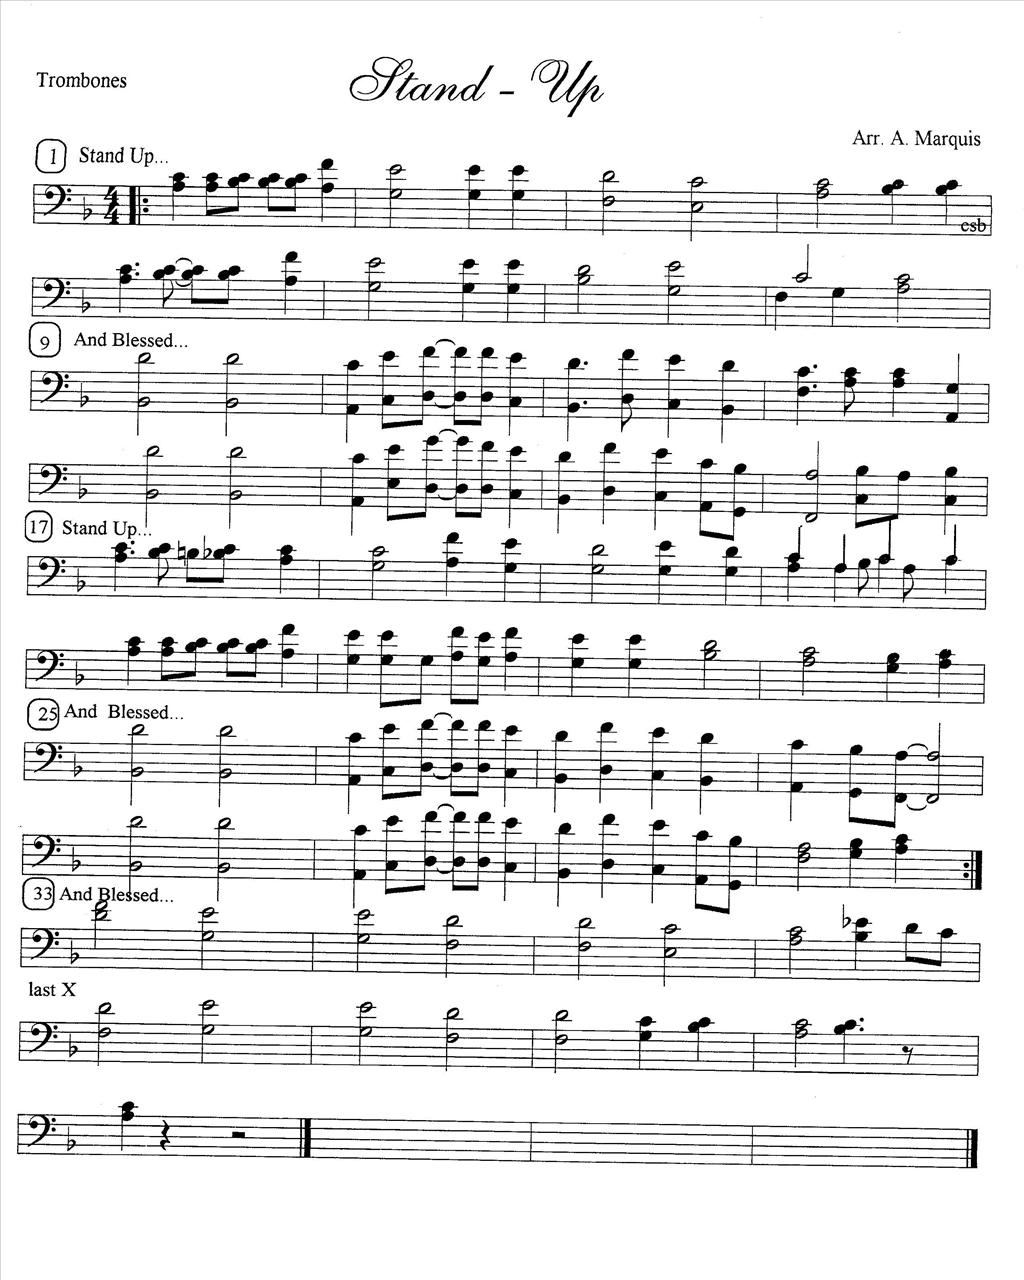 Stand - Up
Trombones
Arr. A. Marquis
1 Stand Up...
4
4
csb
9 And Blessed...
17 Stand Up...
25 And Blessed...
33 And Blessed...
last X